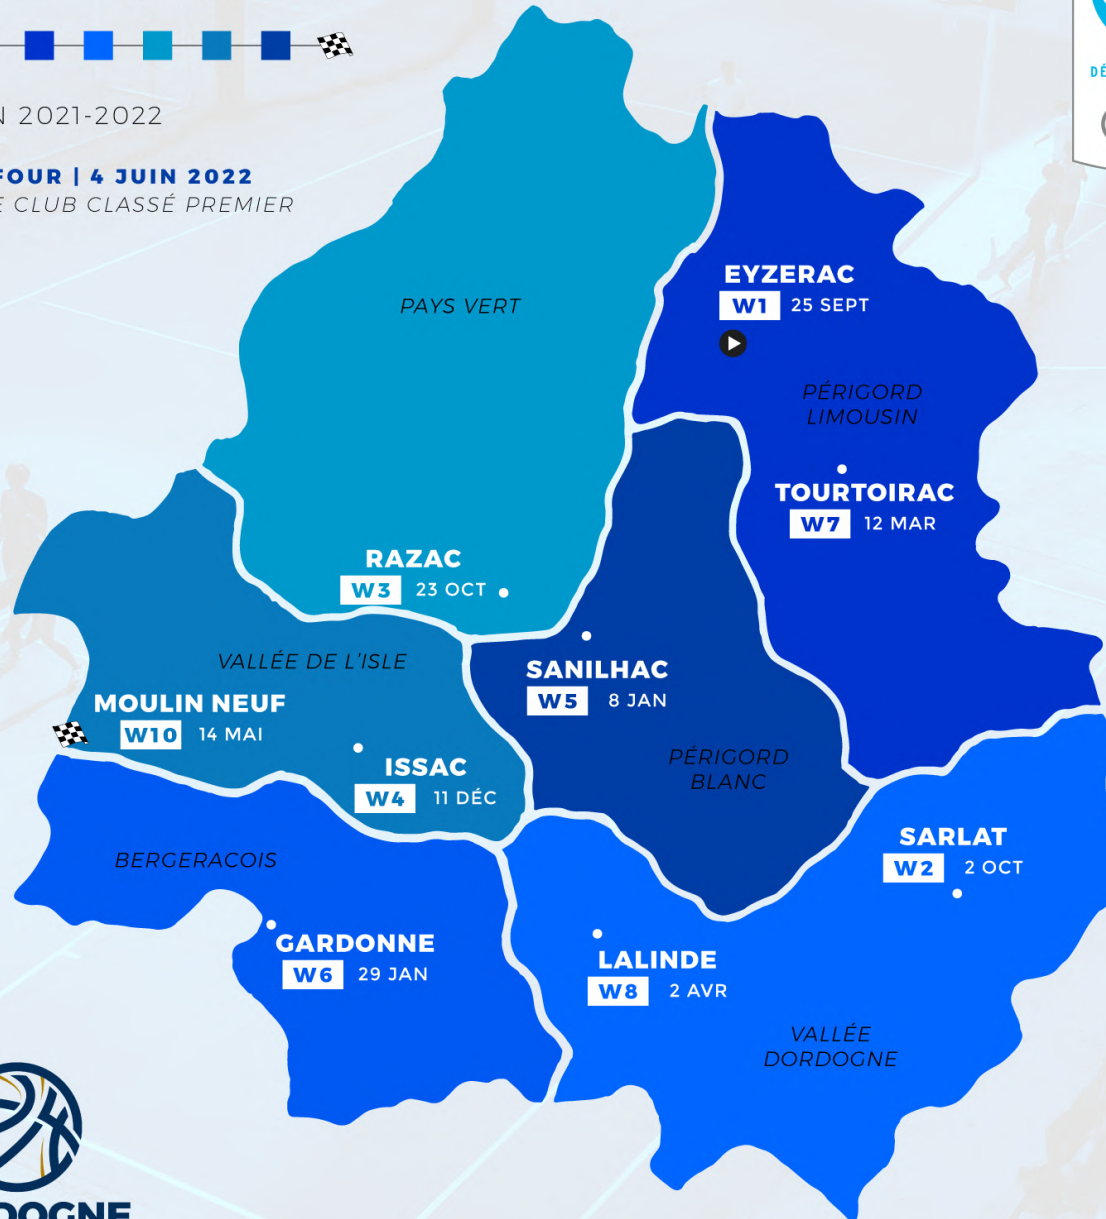 N 2021-2022
FOUR | 4 JUIN 2022
E CLUB CLASSÉ PREMIER
DÉ
EYZERAC
W1 25 SEPT
PAYS VERT
PÉRIGORD
LIMOUSIN
TOURTOIRAC
W7 12 MAR
RAZAC
W3 23 OCT
VALLÉE DE L'ISLE
SANILHAC
W5 8 JAN
MOULIN NEUF
W10 14 MAI
PÉRIGORD
BLANC
ISSAC
W4 11 DÉC
SARLAT
W2 2 OCT
BERGERACOIS
GARDONNE
W6 29 JAN
LALINDE
W8 2 AVR
VALLÉE
DORDOGNE
DOGNE